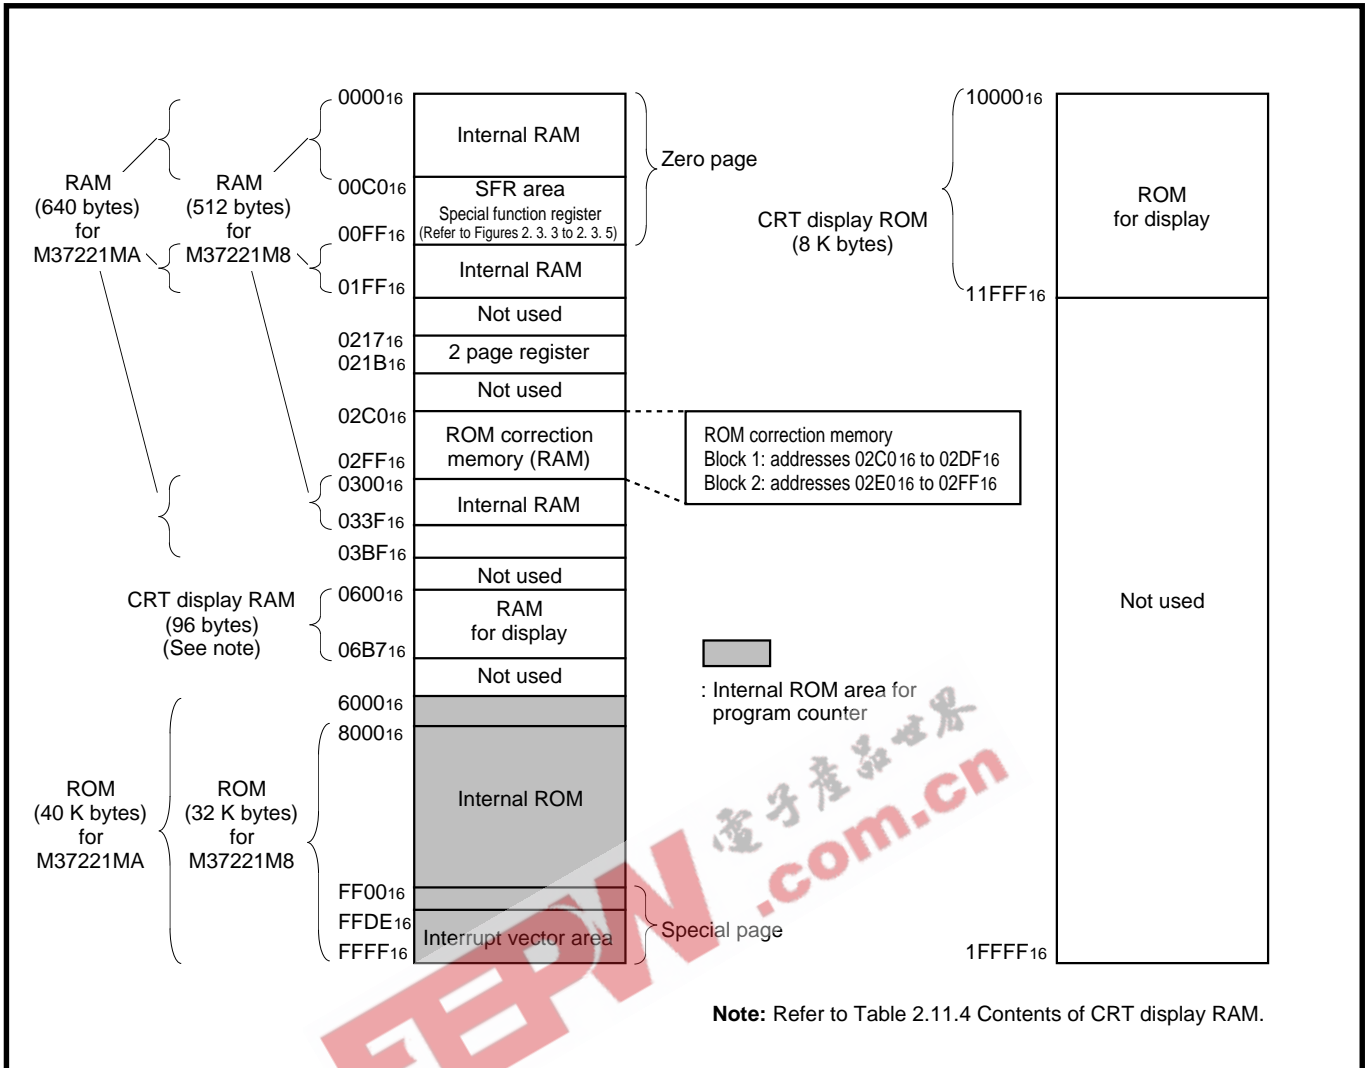 000016
00C016
00FF16
01FF16
021716
021B16
02C016
02FF16
030016
033F16
03BF16
060016
06B716
600016
800016
FF0016
FFDE16
FFFF16
RAM
(640 bytes)
for
M37221MA
RAM
(512 bytes)
for
M37221M8
CRT display RAM
(96 bytes)
(See note)
ROM
(40 K bytes)
for
M37221MA
ROM
(32 K bytes)
for
M37221M8
Internal RAM
SFR area
Special function register
(Refer to Figures 2. 3. 3 to 2. 3. 5)
Internal RAM
Not used
2 page register
Not used
ROM correction
memory (RAM)
Internal RAM
Not used
RAM
for display
Not used
Internal ROM
Interrupt vector area
Zero page
ROM correction memory
Block 1: addresses 02C016 to 02DF16
Block 2: addresses 02E016 to 02FF16
: Internal ROM area for
program counter
Special page
CRT display ROM
(8 K bytes)
1000016
11FFF16
1FFFF16
ROM
for display
Not used
Note: Refer to Table 2.11.4 Contents of CRT display RAM.
電子產品世界
EEPW
.com.cn